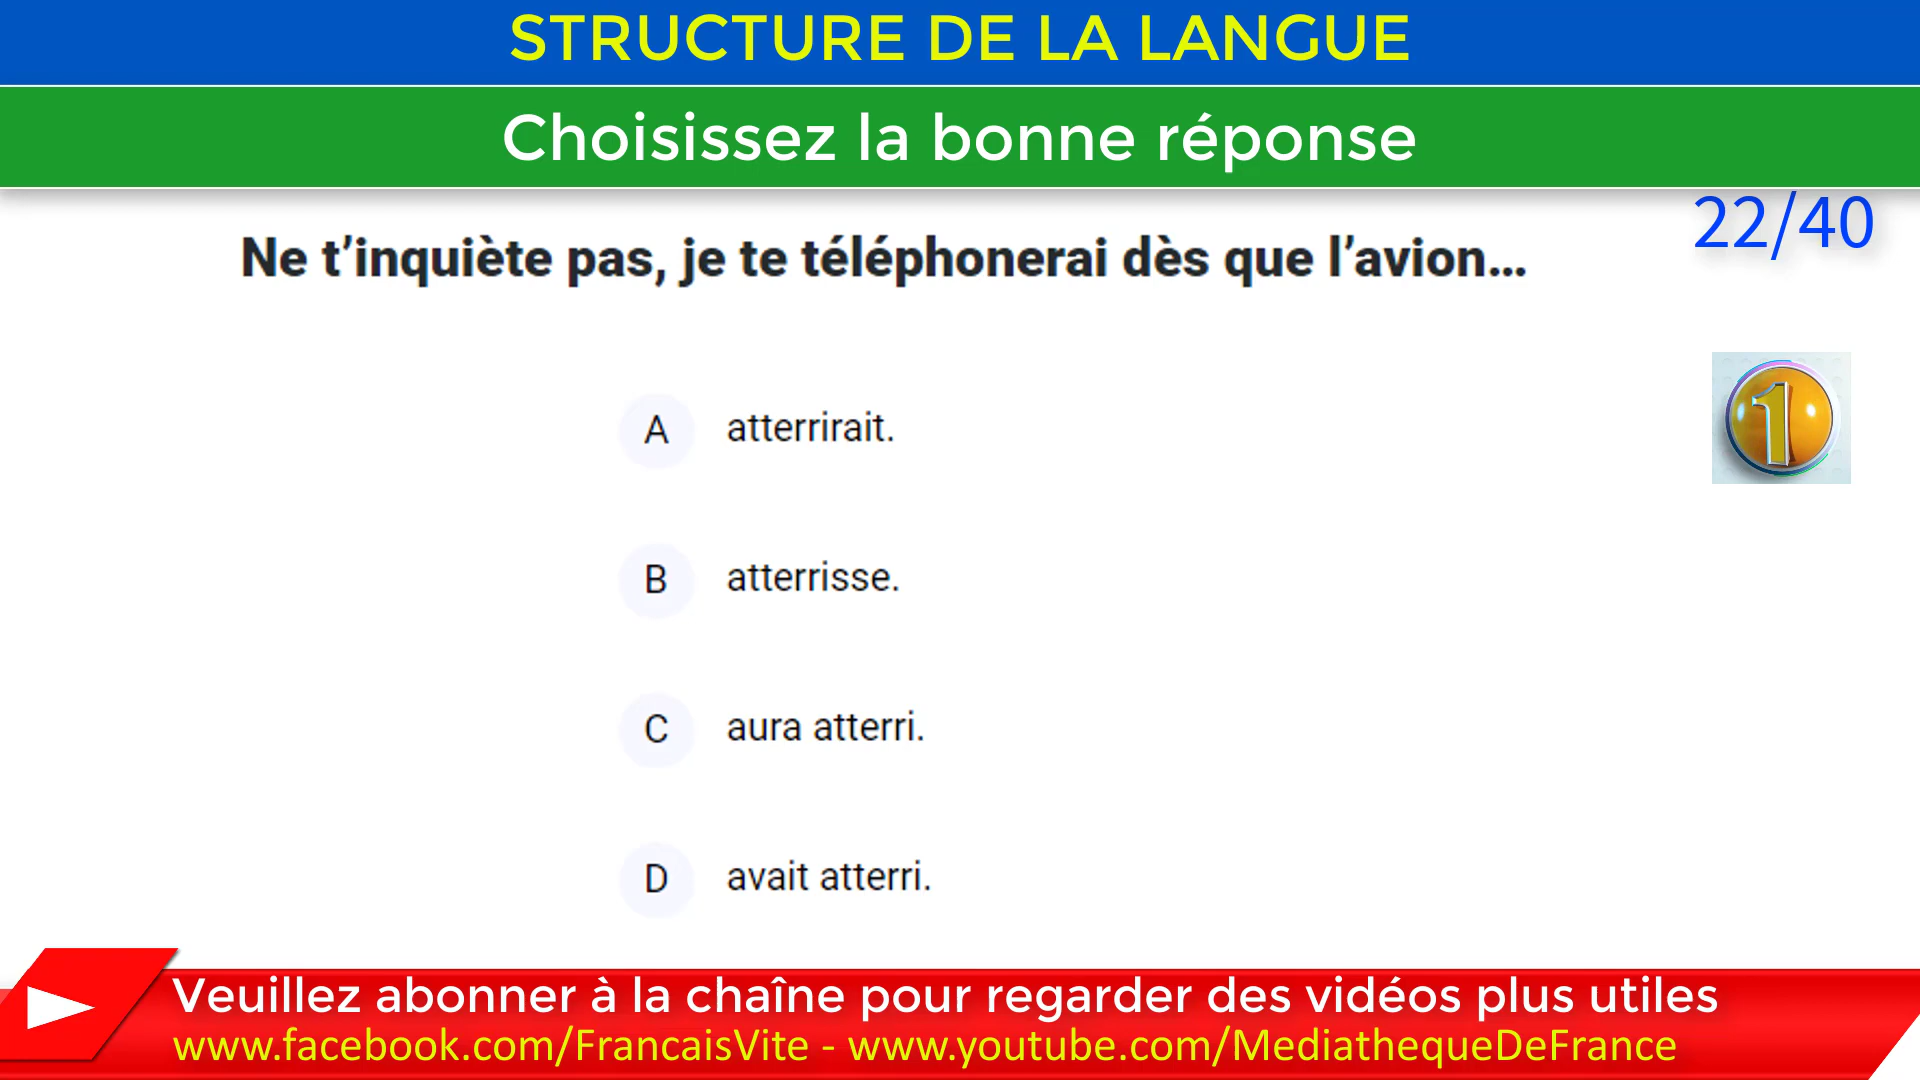 STRUCTURE DE LA LANGUE
Choisissez la bonne réponse
22/40
Ne t’inquiète pas, je te téléphonerai dès que l’avion...
1
A atterrirait.
B atterrisse.
C aura atterri.
D avait atterri.
Veuillez abonner à la chaîne pour regarder des vidéos plus utiles
www.facebook.com/FrancaisVite - www.youtube.com/MediathequeDeFrance